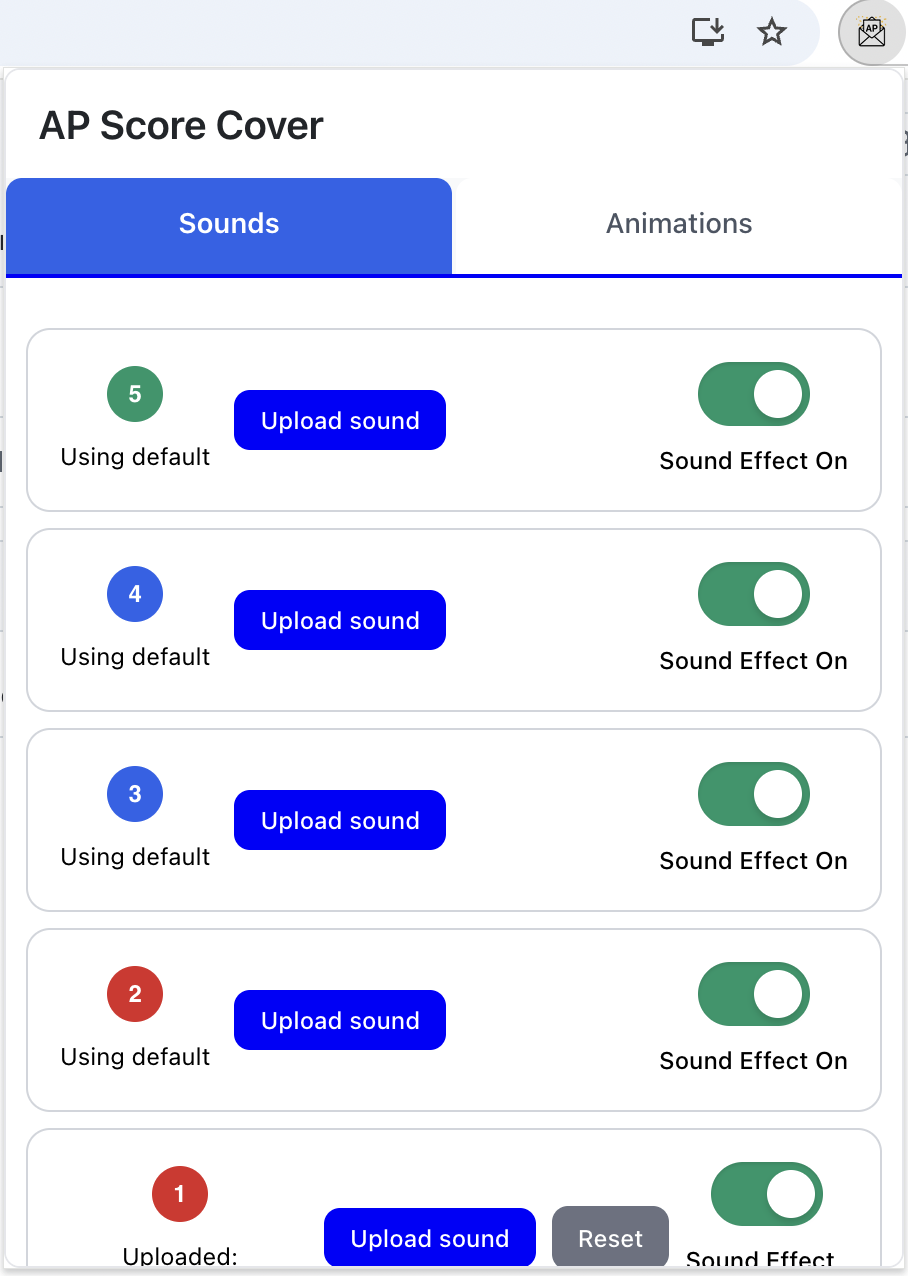 AP
AP Score Cover
Sounds
Animations
5
Upload sound
Using default
Sound Effect On
4
Upload sound
Using default
Sound Effect On
3
Upload sound
Using default
Sound Effect On
2
Upload sound
Using default
Sound Effect On
1
Upload sound
Reset
Uploaded:
Sound Effect